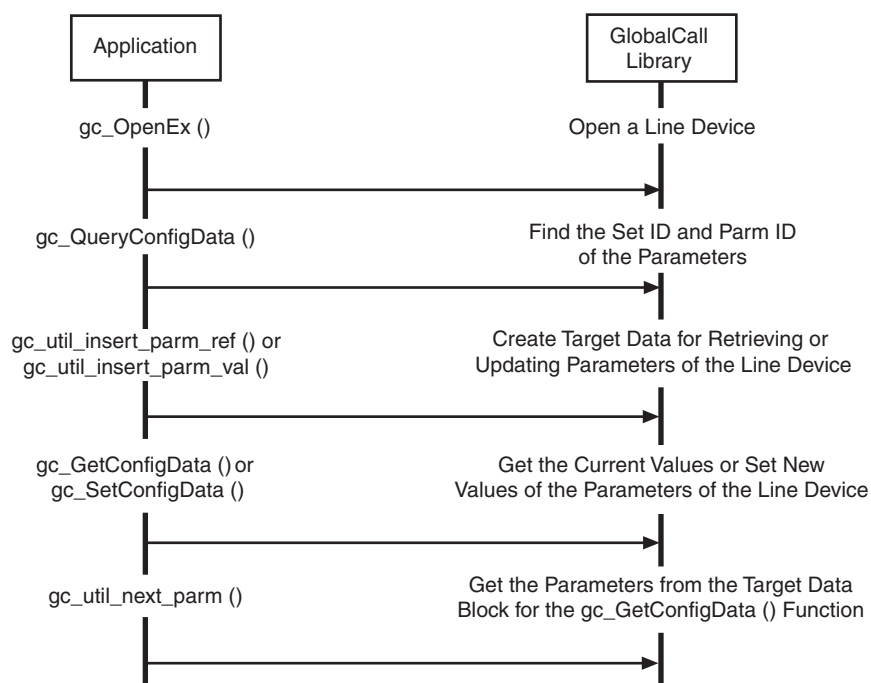 Application
GlobalCall
Library
gc_OpenEx ()
Open a Line Device
gc_QueryConfigData ()
Find the Set ID and Parm ID
of the Parameters
gc_util_insert_parm_ref () or
gc_util_insert_parm_val ()
Create Target Data for Retrieving or
Updating Parameters of the Line Device
gc_GetConfigData () or
gc_SetConfigData ()
Get the Current Values or Set New
Values of the Parameters of the Line Device
gc_util_next_parm ()
Get the Parameters from the Target Data
Block for the gc_GetConfigData () Function